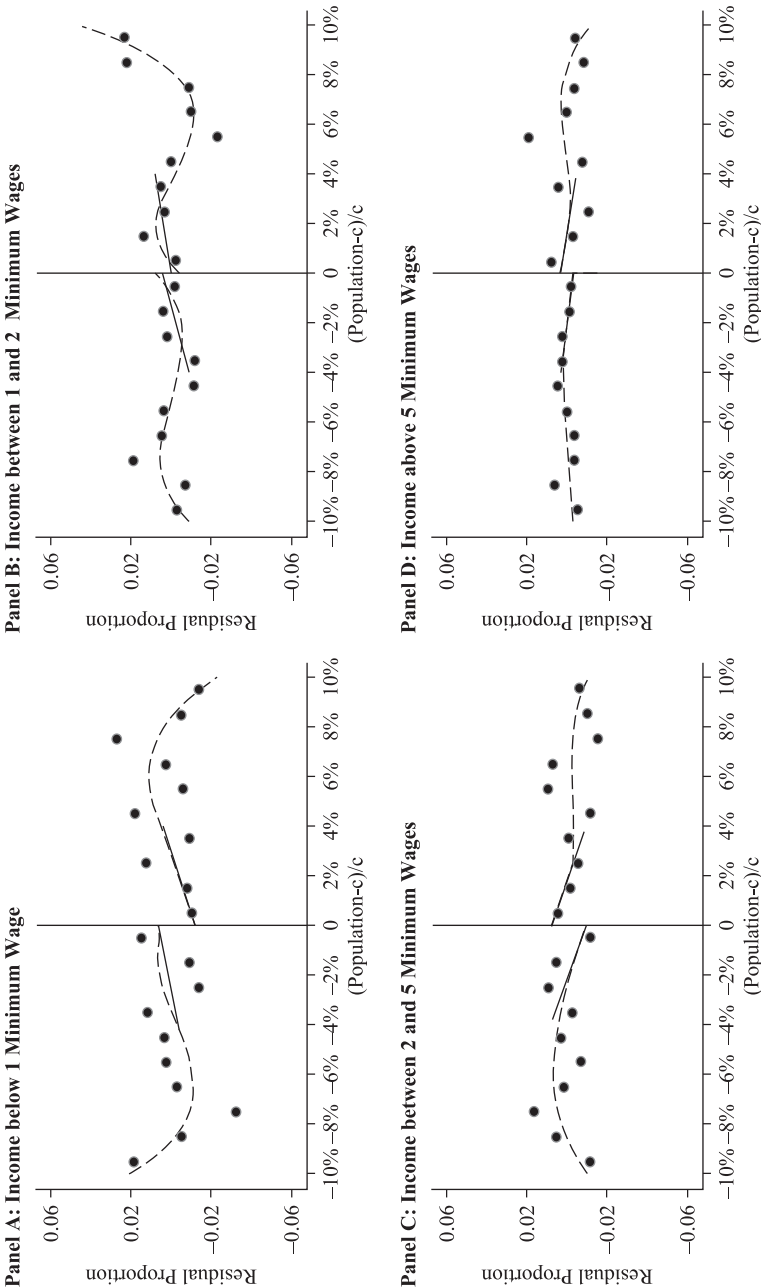 Panel A: Income below 1 Minimum Wage
Residual Proportion
0.06
0.02
−0.02
−0.06
−10% −8% −6% −4% −2% 0 2% 4% 6% 8% 10%
(Population-c)/c
Panel B: Income between 1 and 2 Minimum Wages
Residual Proportion
0.06
0.02
−0.02
−0.06
−10% −8% −6% −4% −2% 0 2% 4% 6% 8% 10%
(Population-c)/c
Panel C: Income between 2 and 5 Minimum Wages
Residual Proportion
0.06
0.02
−0.02
−0.06
−10% −8% −6% −4% −2% 0 2% 4% 6% 8% 10%
(Population-c)/c
Panel D: Income above 5 Minimum Wages
Residual Proportion
0.06
0.02
−0.02
−0.06
−10% −8% −6% −4% −2% 0 2% 4% 6% 8% 10%
(Population-c)/c